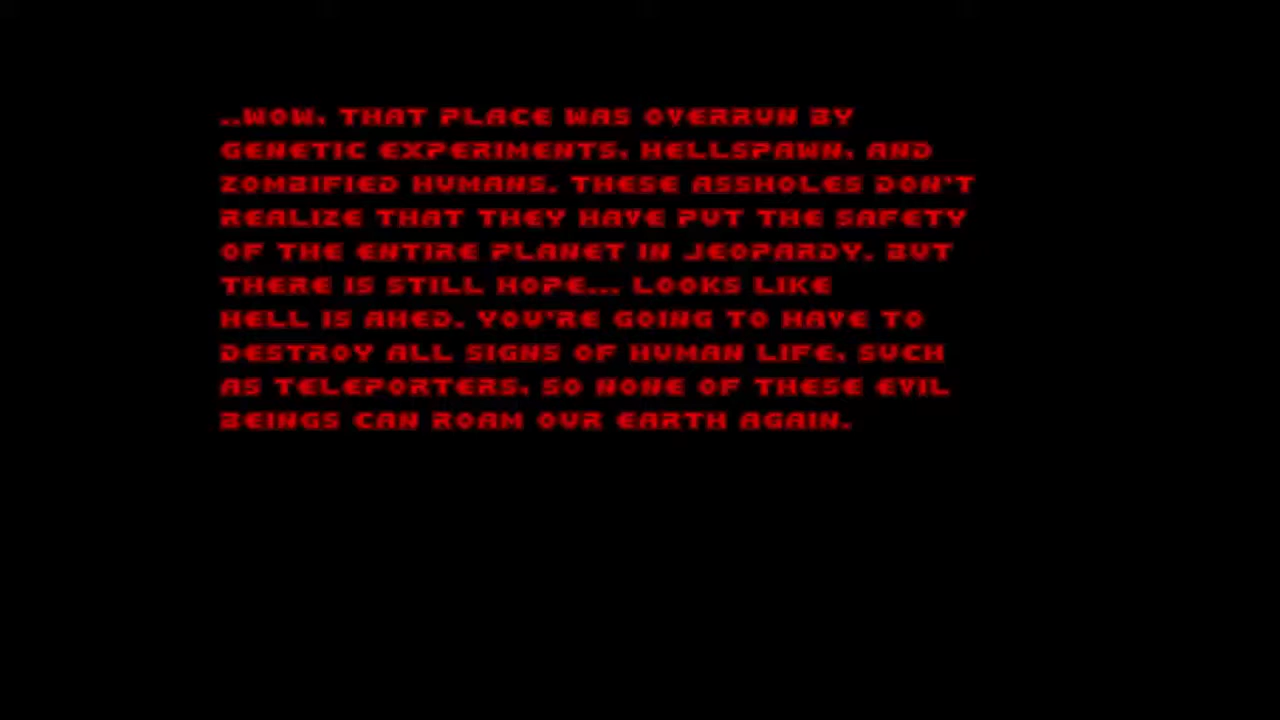 ..WOW, THAT PLACE WAS OVERRUN BY
GENETIC EXPERIMENTS, HELLSPAWN, AND
ZOMBIFIED HUMANS. THESE ASSHOLES DON'T
REALIZE THAT THEY HAVE PUT THE SAFETY
OF THE ENTIRE PLANET IN JEOPARDY. BUT
THERE IS STILL HOPE... LOOKS LIKE
HELL IS AHED. YOU'RE GOING TO HAVE TO
DESTROY ALL SIGNS OF HUMAN LIFE, SUCH
AS TELEPORTERS, SO NONE OF THESE EVIL
BEINGS CAN ROAM OUR EARTH AGAIN.